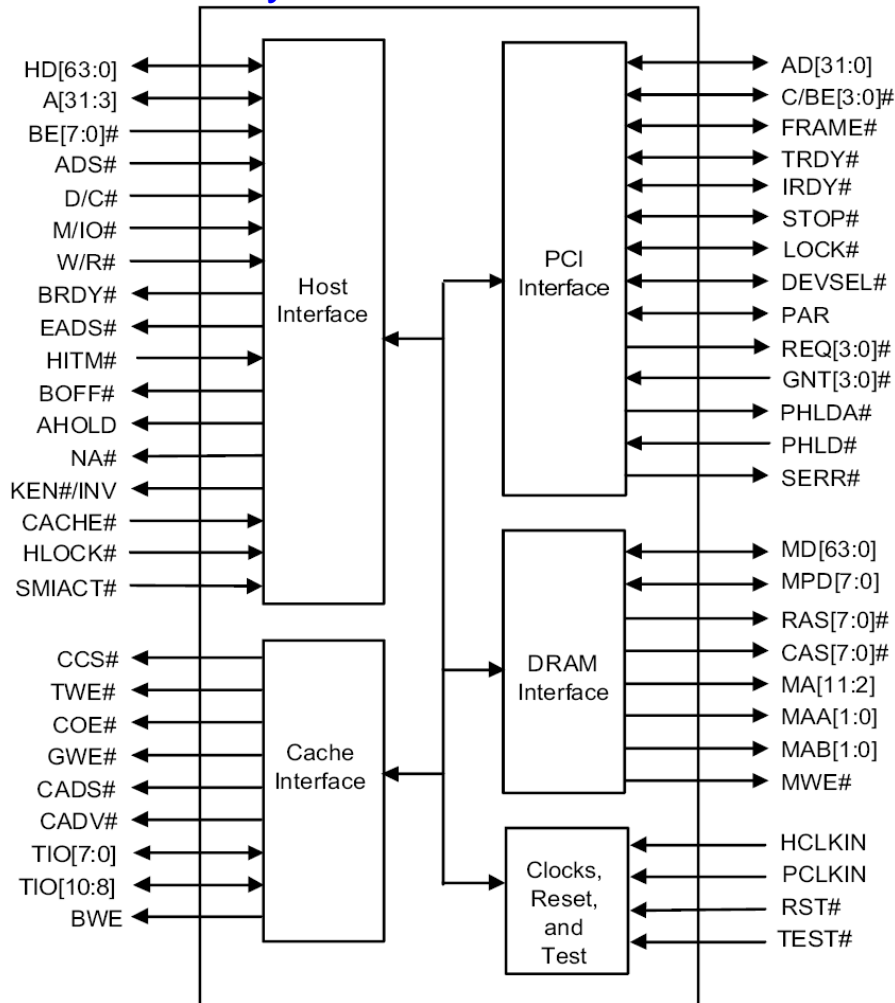 HD[63:0]
A[31:3]
BE[7:0]#
ADS#
D/C#
M/IO#
W/R#
BRDY#
EADS#
HITM#
BOFF#
AHOLD
NA#
KEN#/INV
CACHE#
HLOCK#
SMIACT#
Host
Interface
CCS#
TWE#
COE#
GWE#
CADS#
CADV#
TIO[7:0]
TIO[10:8]
BWE
Cache
Interface
PCI
Interface
AD[31:0]
C/BE[3:0]#
FRAME#
TRDY#
IRDY#
STOP#
LOCK#
DEVSEL#
PAR
REQ[3:0]#
GNT[3:0]#
PHLDA#
PHLD#
SERR#
DRAM
Interface
MD[63:0]
MPD[7:0]
RAS[7:0]#
CAS[7:0]#
MA[11:2]
MAA[1:0]
MAB[1:0]
MWE#
Clocks,
Reset,
and
Test
HCLKIN
PCLKIN
RST#
TEST#